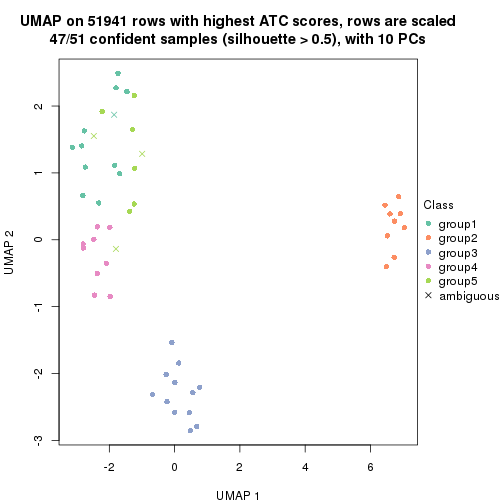 UMAP on 51941 rows with highest ATC scores, rows are scaled
47/51 confident samples (silhouette > 0.5), with 10 PCs
2
1
0
-1
-2
-3
UMAP 2
-2
0
2
4
6
UMAP 1
Class
group1
group2
group3
group4
group5
ambiguous